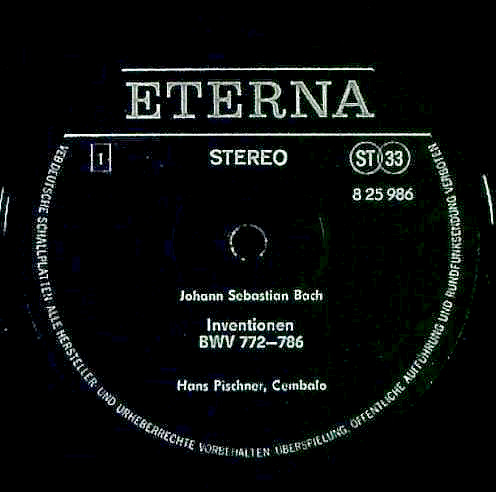 ETERNA
1 STEREO ST 33
8 25 986
Johann Sebastian Bach
Inventionen
BWV 772–786
Hans Pischner, Cembalo
VEB DEUTSCHE SCHALLPLATTEN ALLE HERSTELLER- UND URHEBERRECHTE VORBEHALTEN. ÜBERSPIELUNG, ÖFFENTLICHE AUFFÜHRUNG UND RUNDFUNKSENDUNG VERBOTEN